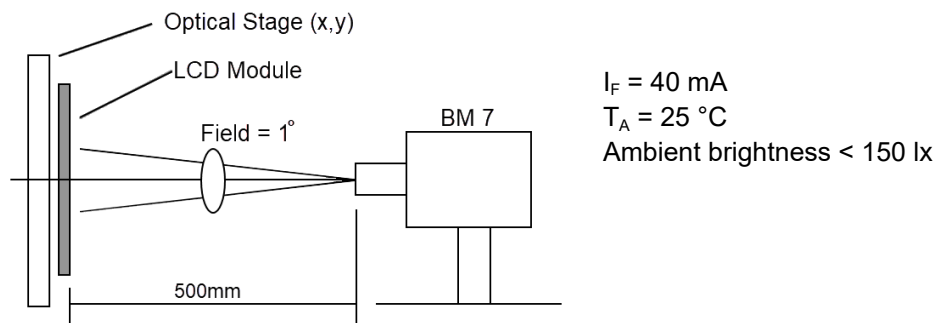 Optical Stage (x,y)
LCD Module
Field = 1°
BM 7
500mm
I_F = 40 mA
T_A = 25 °C
Ambient brightness < 150 lx